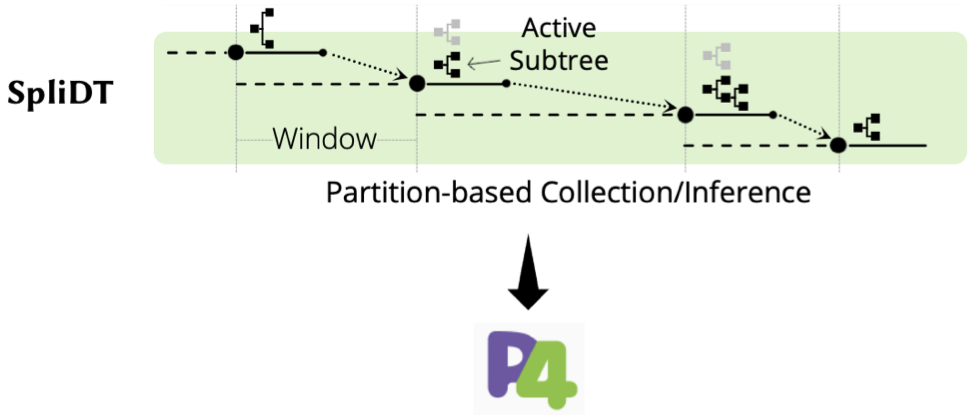 Active
Subtree
SpliDT
Window
Partition-based Collection/Inference
P4